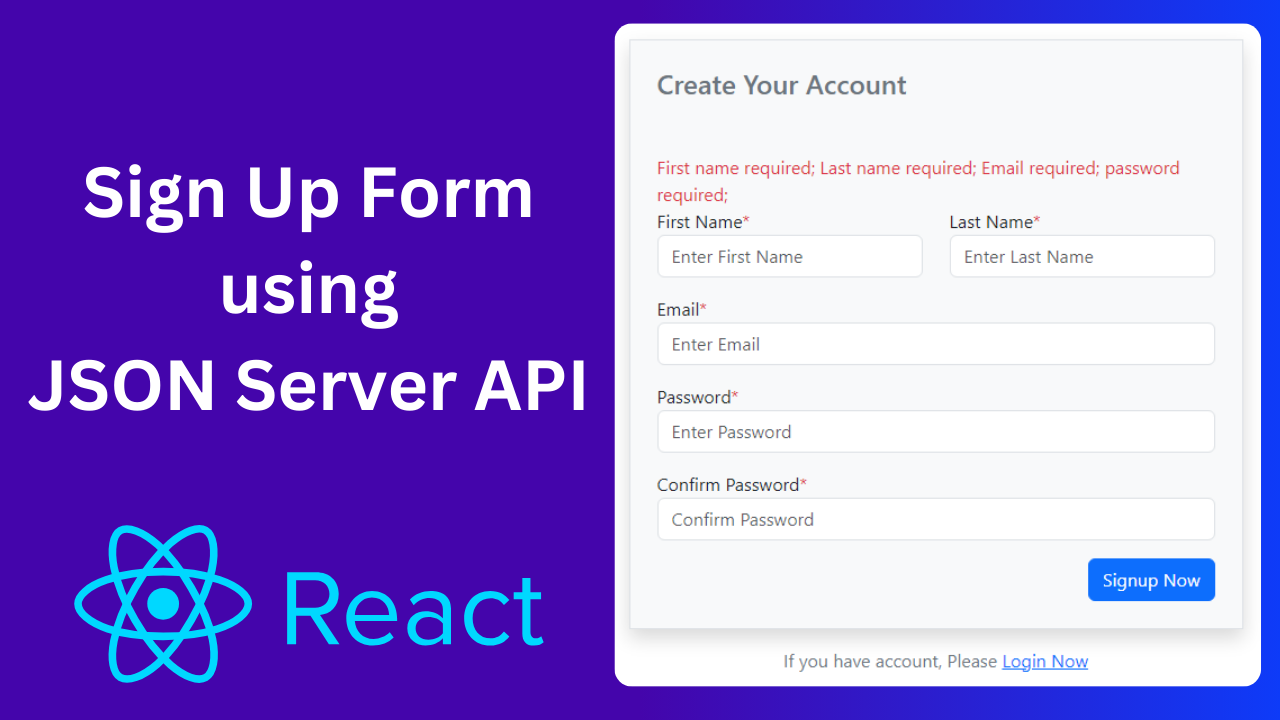 Sign Up Form
using
JSON Server API
React
Create Your Account
First name required; Last name required; Email required; password
required;
First Name*
Last Name*
Enter First Name
Enter Last Name
Email*
Enter Email
Password*
Enter Password
Confirm Password*
Confirm Password
Signup Now
If you have account, Please Login Now